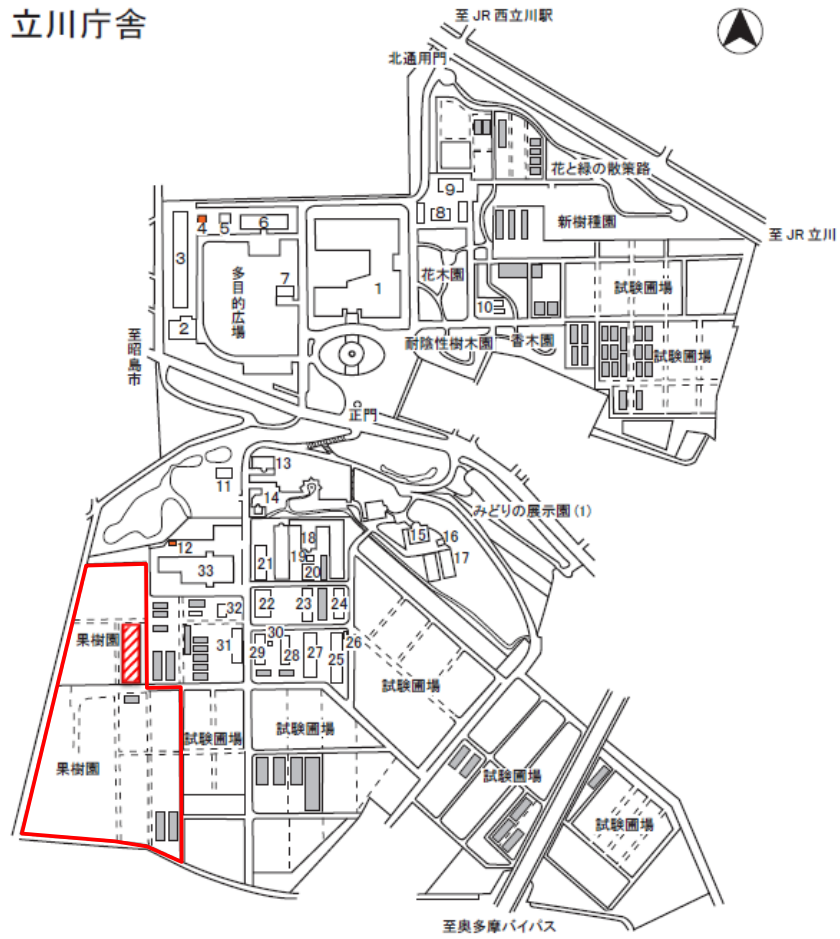 立川庁舎
至 JR 西立川駅
北通用門
花と緑の散策路
9
8
新樹種園
4
5
6
至 JR 立川
3
多目的広場
7
1
花木園
試験圃場
10
2
至昭島市
耐陰性樹木園
香木園
試験圃場
正門
13
11
14
みどりの展示園(1)
12
18
15
16
21
19
17
33
20
32
22
23
24
果樹園
31
30
26
29
28
27
25
試験圃場
試験圃場
試験圃場
果樹園
試験圃場
試験圃場
至奥多摩バイパス